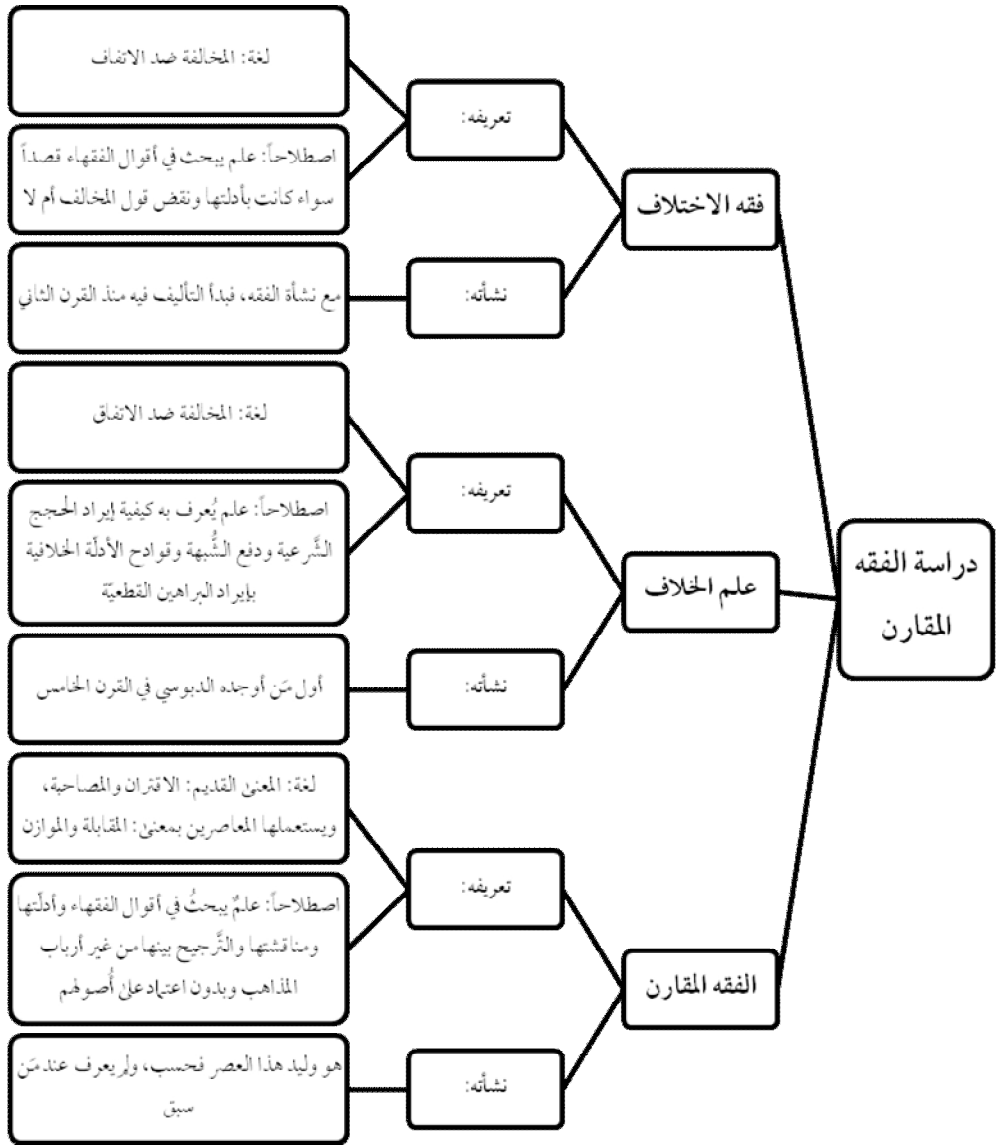 دراسة الفقه
المقارن
فقه الاختلاف
تعريفه:
لغة: المخالفة ضد الاتفاف
اصطلاحاً: علم يبحث في أقوال الفقهاء قصداً
سواء كانت بأدلتها ونقض قول المخالف أم لا
نشأته:
مع نشأة الفقه، فبدأ التأليف فيه منذ القرن الثاني
علم الخلاف
تعريفه:
لغة: المخالفة ضد الاتفاق
اصطلاحاً: علم يُعرف به كيفية إيراد الحجج
الشَّرعية ودفع الشُّبهة وقوادح الأدلّة الخلافية
بإيراد البراهين القطعيّة
نشأته:
أول مَن أوجده الدبوسي في القرن الخامس
الفقه المقارن
تعريفه:
لغة: المعنى القديم: الاقتران والمصاحبة،
ويستعملها المعاصرين بمعنى: المقابلة والموازن
اصطلاحاً: علمٌ يبحثُ في أقوال الفقهاء وأدلّتها
ومناقشتها والتَّرجيح بينها من غير أرباب
المذاهب وبدون اعتماد على أُصولهم
نشأته:
هو وليد هذا العصر فحسب، ولم يعرف عند مَن
سبق